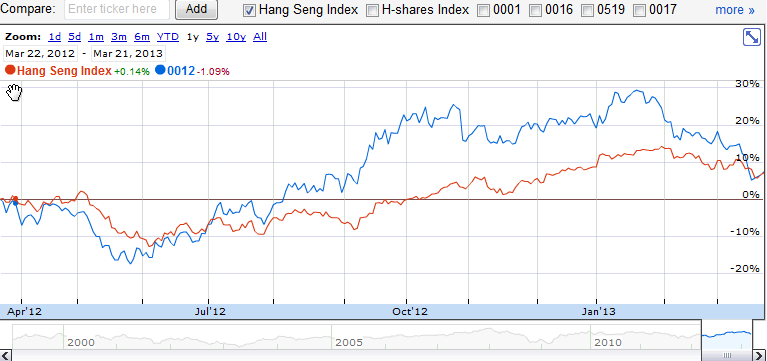 Compare: Enter ticker here Add Hang Seng Index H-shares Index 0001 0016 0519 0017 more »
Zoom: 1d 5d 1m 3m 6m YTD 1y 5y 10y All
Mar 22, 2012 - Mar 21, 2013
Hang Seng Index +0.14% 0012 -1.09%
30%
20%
10%
0%
-10%
-20%
Apr'12 Jul'12 Oct'12 Jan'13
2000 2005 2010